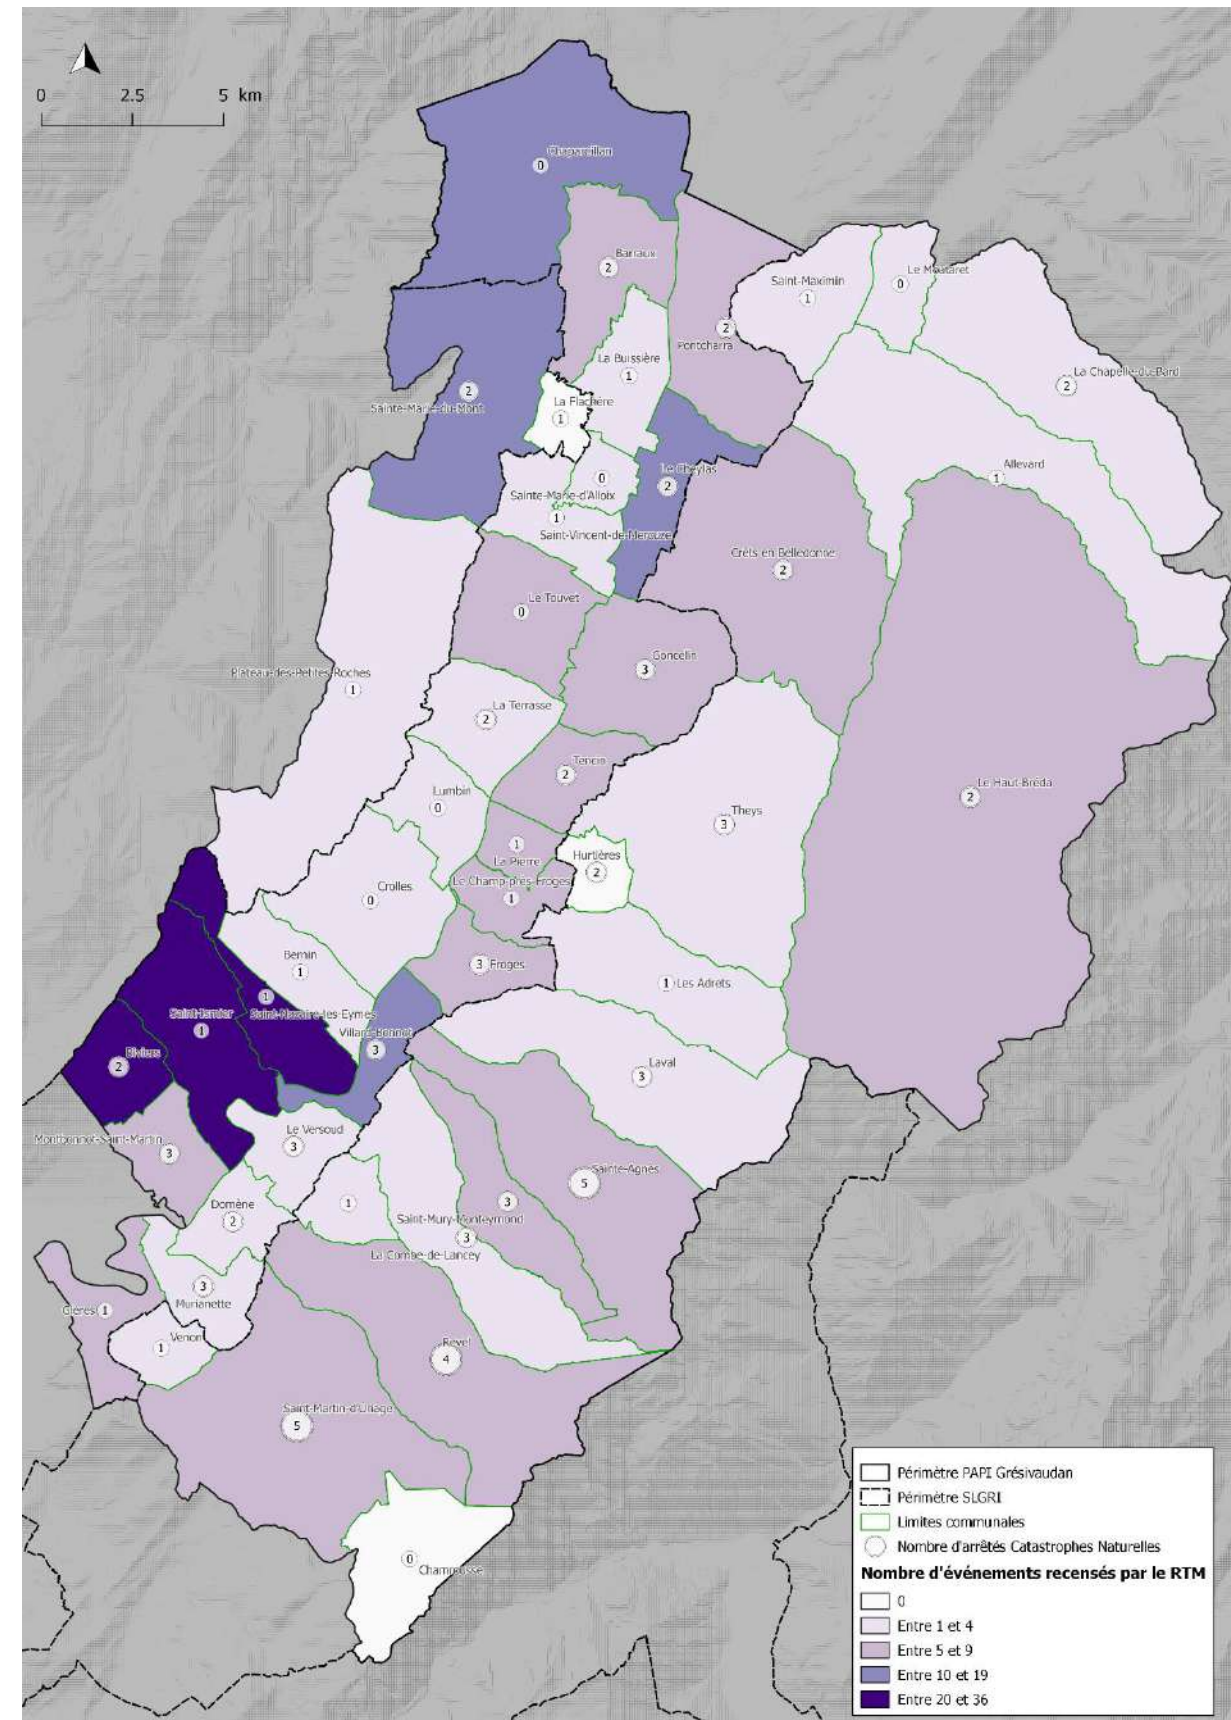 0 2.5 5 km
Chapareillan
0
Barraux
2
Le Moutaret
0
Saint-Maximin
1
Pontcharra
2
La Buissière
1
La Chapelle-du-Bard
2
Sainte-Marie-du-Mont
2
La Flachère
1
Le Cheylas
2
Allevard
1
0
Sainte-Marie-d'Alloix
1
Saint-Vincent-de-Mercuze
Crêts en Belledonne
2
Le Touvet
0
Goncelin
3
Plateau-des-Petites-Roches
1
La Terrasse
2
Tencin
2
Le Haut-Bréda
2
Lumbin
0
Theys
3
1
La Pierre
Hurtières
2
Crolles
0
Le Champ-près-Froges
1
Bernin
1
3 Froges
1 Les Adrets
1
Saint-Nazaire-les-Eymes
Saint-Ismier
1
Villard-Bonnot
3
Biviers
2
Laval
3
Le Versoud
3
Montbonnot-Saint-Martin
3
Sainte-Agnès
5
Domène
2
1
3
Saint-Mury-Monteymond
3
La Combe-de-Lancey
3
Murianette
Gières 1
Venon
1
Revel
4
Saint-Martin-d'Uriage
5
0
Chamrousse
Périmètre PAPI Grésivaudan
Périmètre SLGRI
Limites communales
Nombre d'arrêtés Catastrophes Naturelles
Nombre d'événements recensés par le RTM
0
Entre 1 et 4
Entre 5 et 9
Entre 10 et 19
Entre 20 et 36